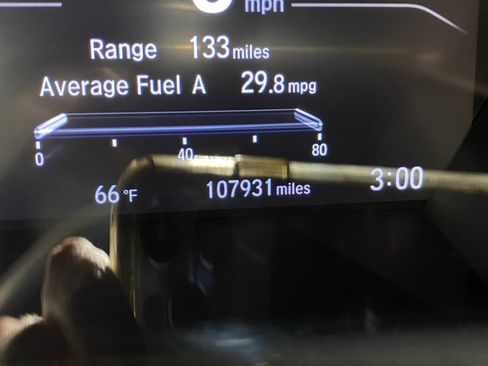 mph
Range 133 miles
Average Fuel A 29.8 mpg
0 40 80
66 °F 107931 miles 3:00